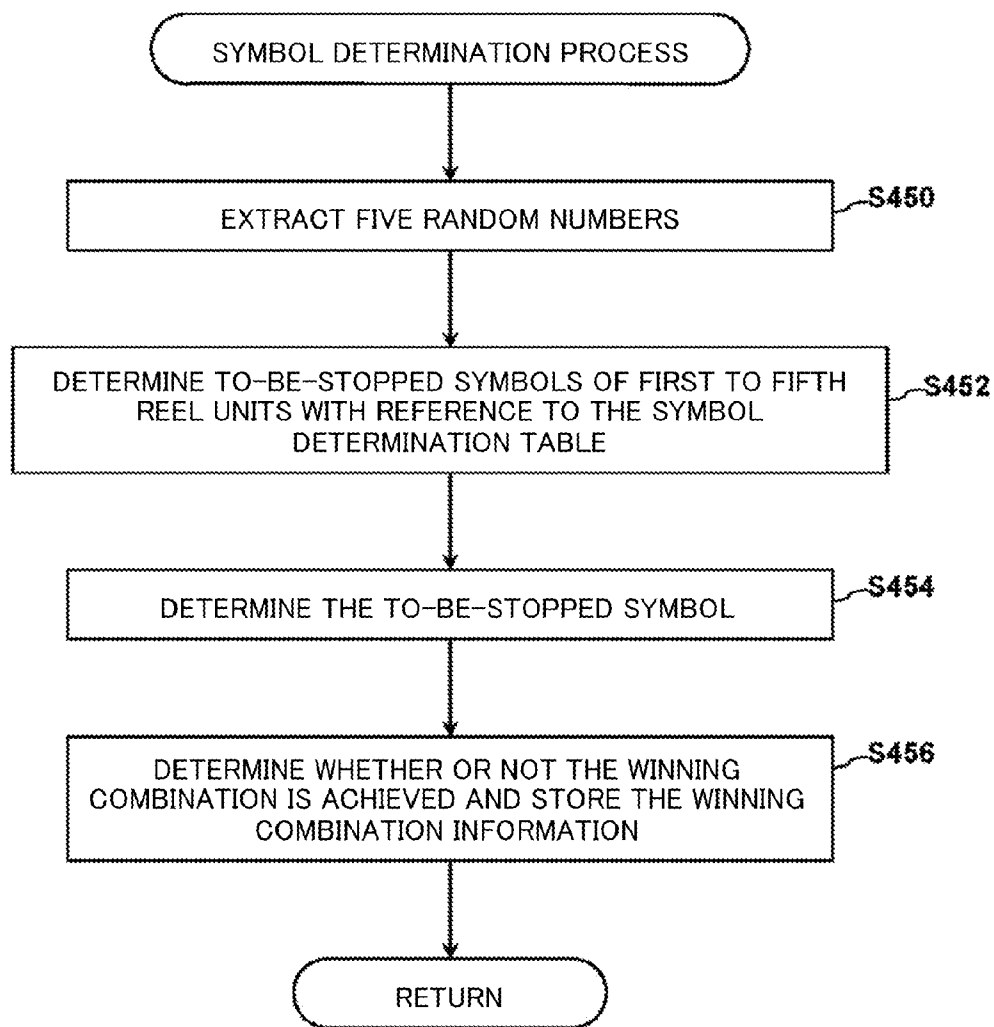 SYMBOL DETERMINATION PROCESS
EXTRACT FIVE RANDOM NUMBERS
S450
DETERMINE TO-BE-STOPPED SYMBOLS OF FIRST TO FIFTH
REEL UNITS WITH REFERENCE TO THE SYMBOL
DETERMINATION TABLE
S452
DETERMINE THE TO-BE-STOPPED SYMBOL
S454
DETERMINE WHETHER OR NOT THE WINNING
COMBINATION IS ACHIEVED AND STORE THE WINNING
COMBINATION INFORMATION
S456
RETURN